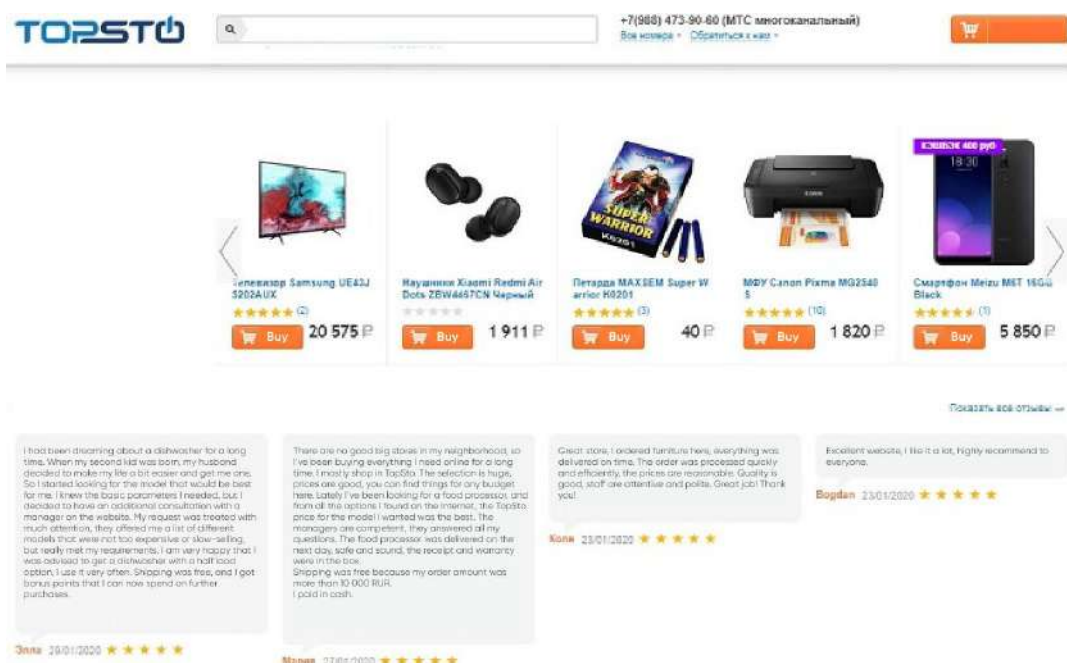 TOPSTO
+7(988) 473-90-60 (МТС многоканальный)
Все номера Обратиться к нам
КЭШБЭК 400 руб
18:30
SUPER
WARRIOR
K0201
Canon
Телевизор Samsung UE43J
5202AUX
(2)
Buy 20 575 ₽
Наушники Xiaomi Redmi Air
Dots ZBW4467CN Черный
Buy 1 911 ₽
Петарда MAXSEM Super W
arrior K0201
(3)
Buy 40 ₽
МФУ Canon Pixma MG2540
S
(10)
Buy 1 820 ₽
Смартфон Meizu M6T 16Gb
Black
(1)
Buy 5 850 ₽
Показать все отзывы
I had been dreaming about a dishwasher for a long
time. When my second kid was born, my husband
decided to make my life a bit easier and get me one.
So I started looking for the model that would be best
for me. I knew the basic parameters I needed, but I
decided to have an additional consultation with a
manager on the website. My request was treated with
much attention, they offered me a list of different
models that were not too expensive or slow-selling,
but really met my requirements. I am very happy that I
was advised to get a dishwasher with a half load
option, I use it very often. Shipping was free, and I got
bonus points that I can now spend on further
purchases.
Элла 29/01/2020
There are no good big stores in my neighborhood, so
I've been buying everything I need online for a long
time. I mostly shop in TopSto. The selection is huge,
prices are good, you can find things for any budget
here. Lately I've been looking for a food processor, and
from all the options I found on the Internet, the TopSto
price for the model I wanted was the best. The
managers are competent, they answered all my
questions. The food processor was delivered on the
next day, safe and sound, the receipt and warranty
were in the box.
Shipping was free because my order amount was
more than 10 000 RUR.
I paid in cash.
Мария 27/01/2020
Great store, I ordered furniture here, everything was
delivered on time. The order was processed quickly
and efficiently, the prices are reasonable. Quality is
good, staff are attentive and polite. Great job! Thank
you!
Коля 23/01/2020
Excellent website, I like it a lot, highly recommend to
everyone.
Bogdan 23/01/2020